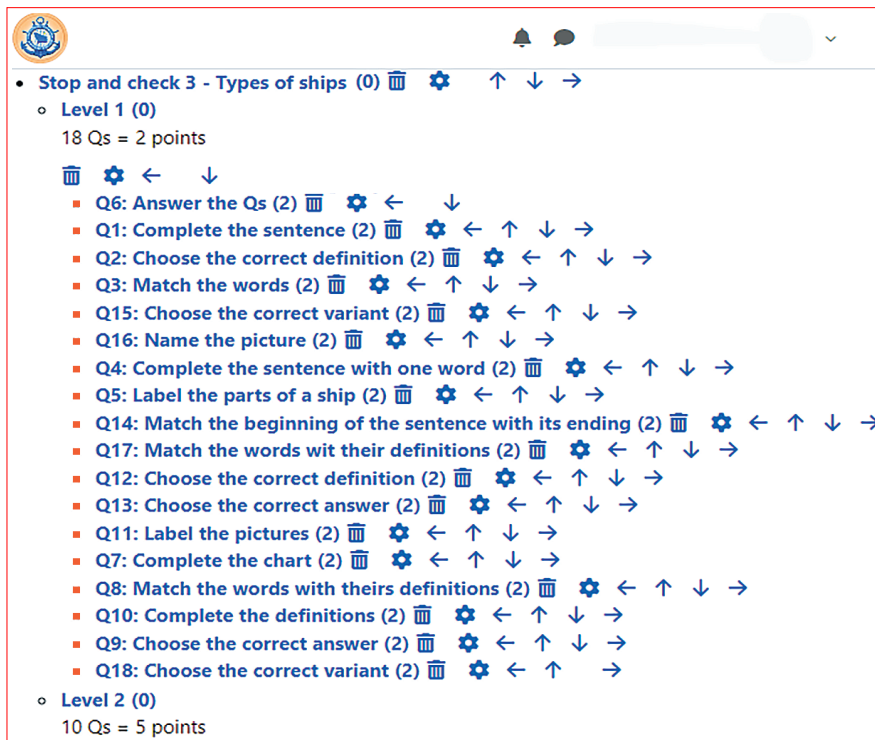 Stop and check 3 - Types of ships (0)
Level 1 (0)
18 Qs = 2 points
Q6: Answer the Qs (2)
Q1: Complete the sentence (2)
Q2: Choose the correct definition (2)
Q3: Match the words (2)
Q15: Choose the correct variant (2)
Q16: Name the picture (2)
Q4: Complete the sentence with one word (2)
Q5: Label the parts of a ship (2)
Q14: Match the beginning of the sentence with its ending (2)
Q17: Match the words wit their definitions (2)
Q12: Choose the correct definition (2)
Q13: Choose the correct answer (2)
Q11: Label the pictures (2)
Q7: Complete the chart (2)
Q8: Match the words with theirs definitions (2)
Q10: Complete the definitions (2)
Q9: Choose the correct answer (2)
Q18: Choose the correct variant (2)
Level 2 (0)
10 Qs = 5 points